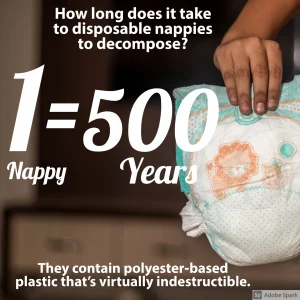 How long does it take
to disposable nappies
to decompose?
1=500
Nappy Years
They contain polyester-based
plastic that's virtually indestructible.
Adobe Spark